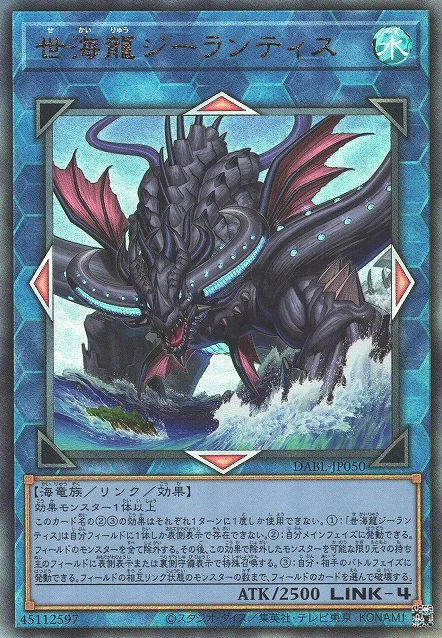 世海龍ジーランティス
水
DABL-JP050
【海竜族／リンク／効果】
効果モンスター1体以上
このカード名の②③の効果はそれぞれ1ターンに1度しか使用できない。①：「世海龍ジーラン
ティス」は自分フィールドに1体しか表側表示で存在できない。②：自分メインフェイズに発動できる。
フィールドのモンスターを全て除外する。その後、この効果で除外したモンスターを可能な限り元々の持ち
主のフィールドに表側表示または裏側守備表示で特殊召喚する。③：自分・相手のバトルフェイズに
発動できる。フィールドの相互リンク状態のモンスターの数まで、フィールドのカードを選んで破壊する。
ATK/2500 LINK-4
45112597
©スタジオ・ダイス／集英社・テレビ東京・KONAMI